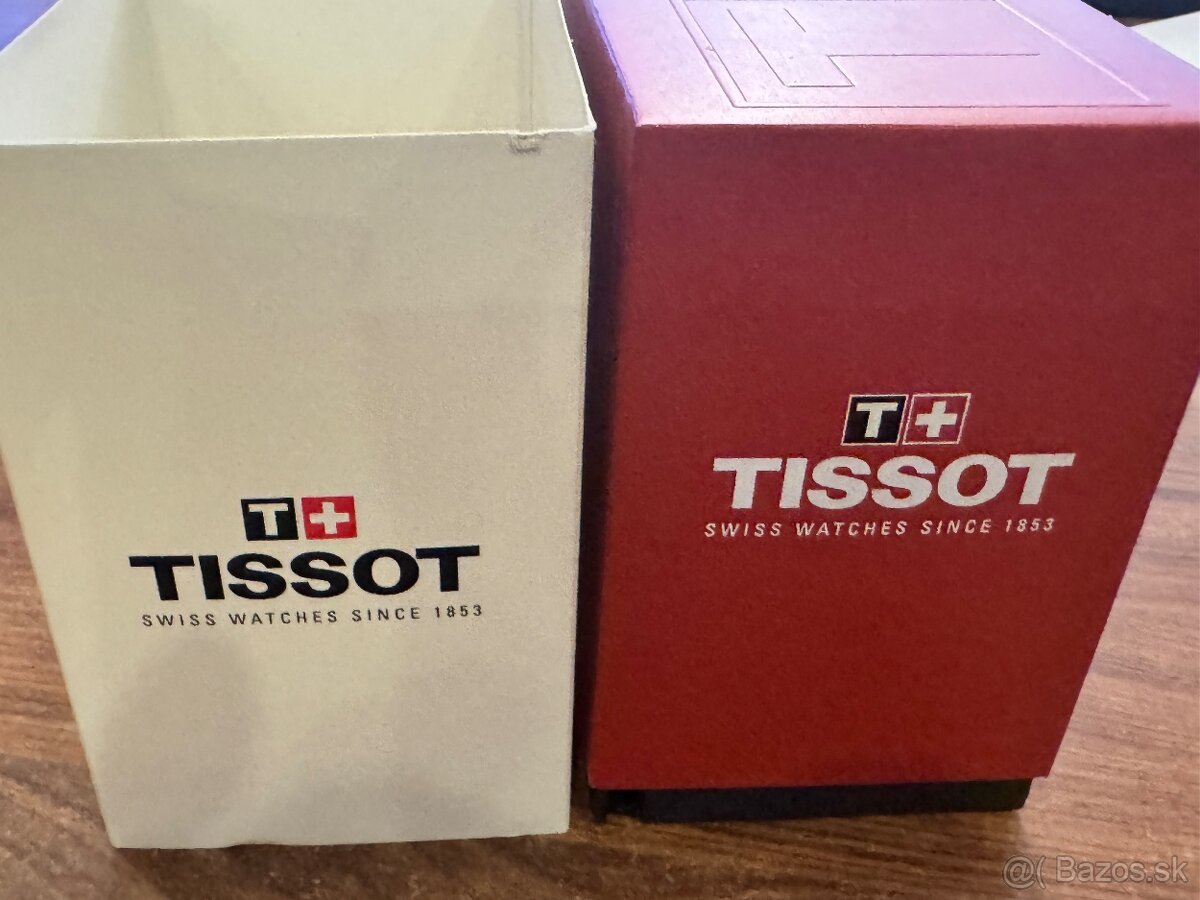 T+
TISSOT
SWISS WATCHES SINCE 1853
T+
TISSOT
SWISS WATCHES SINCE 1853
@( Bazos.sk